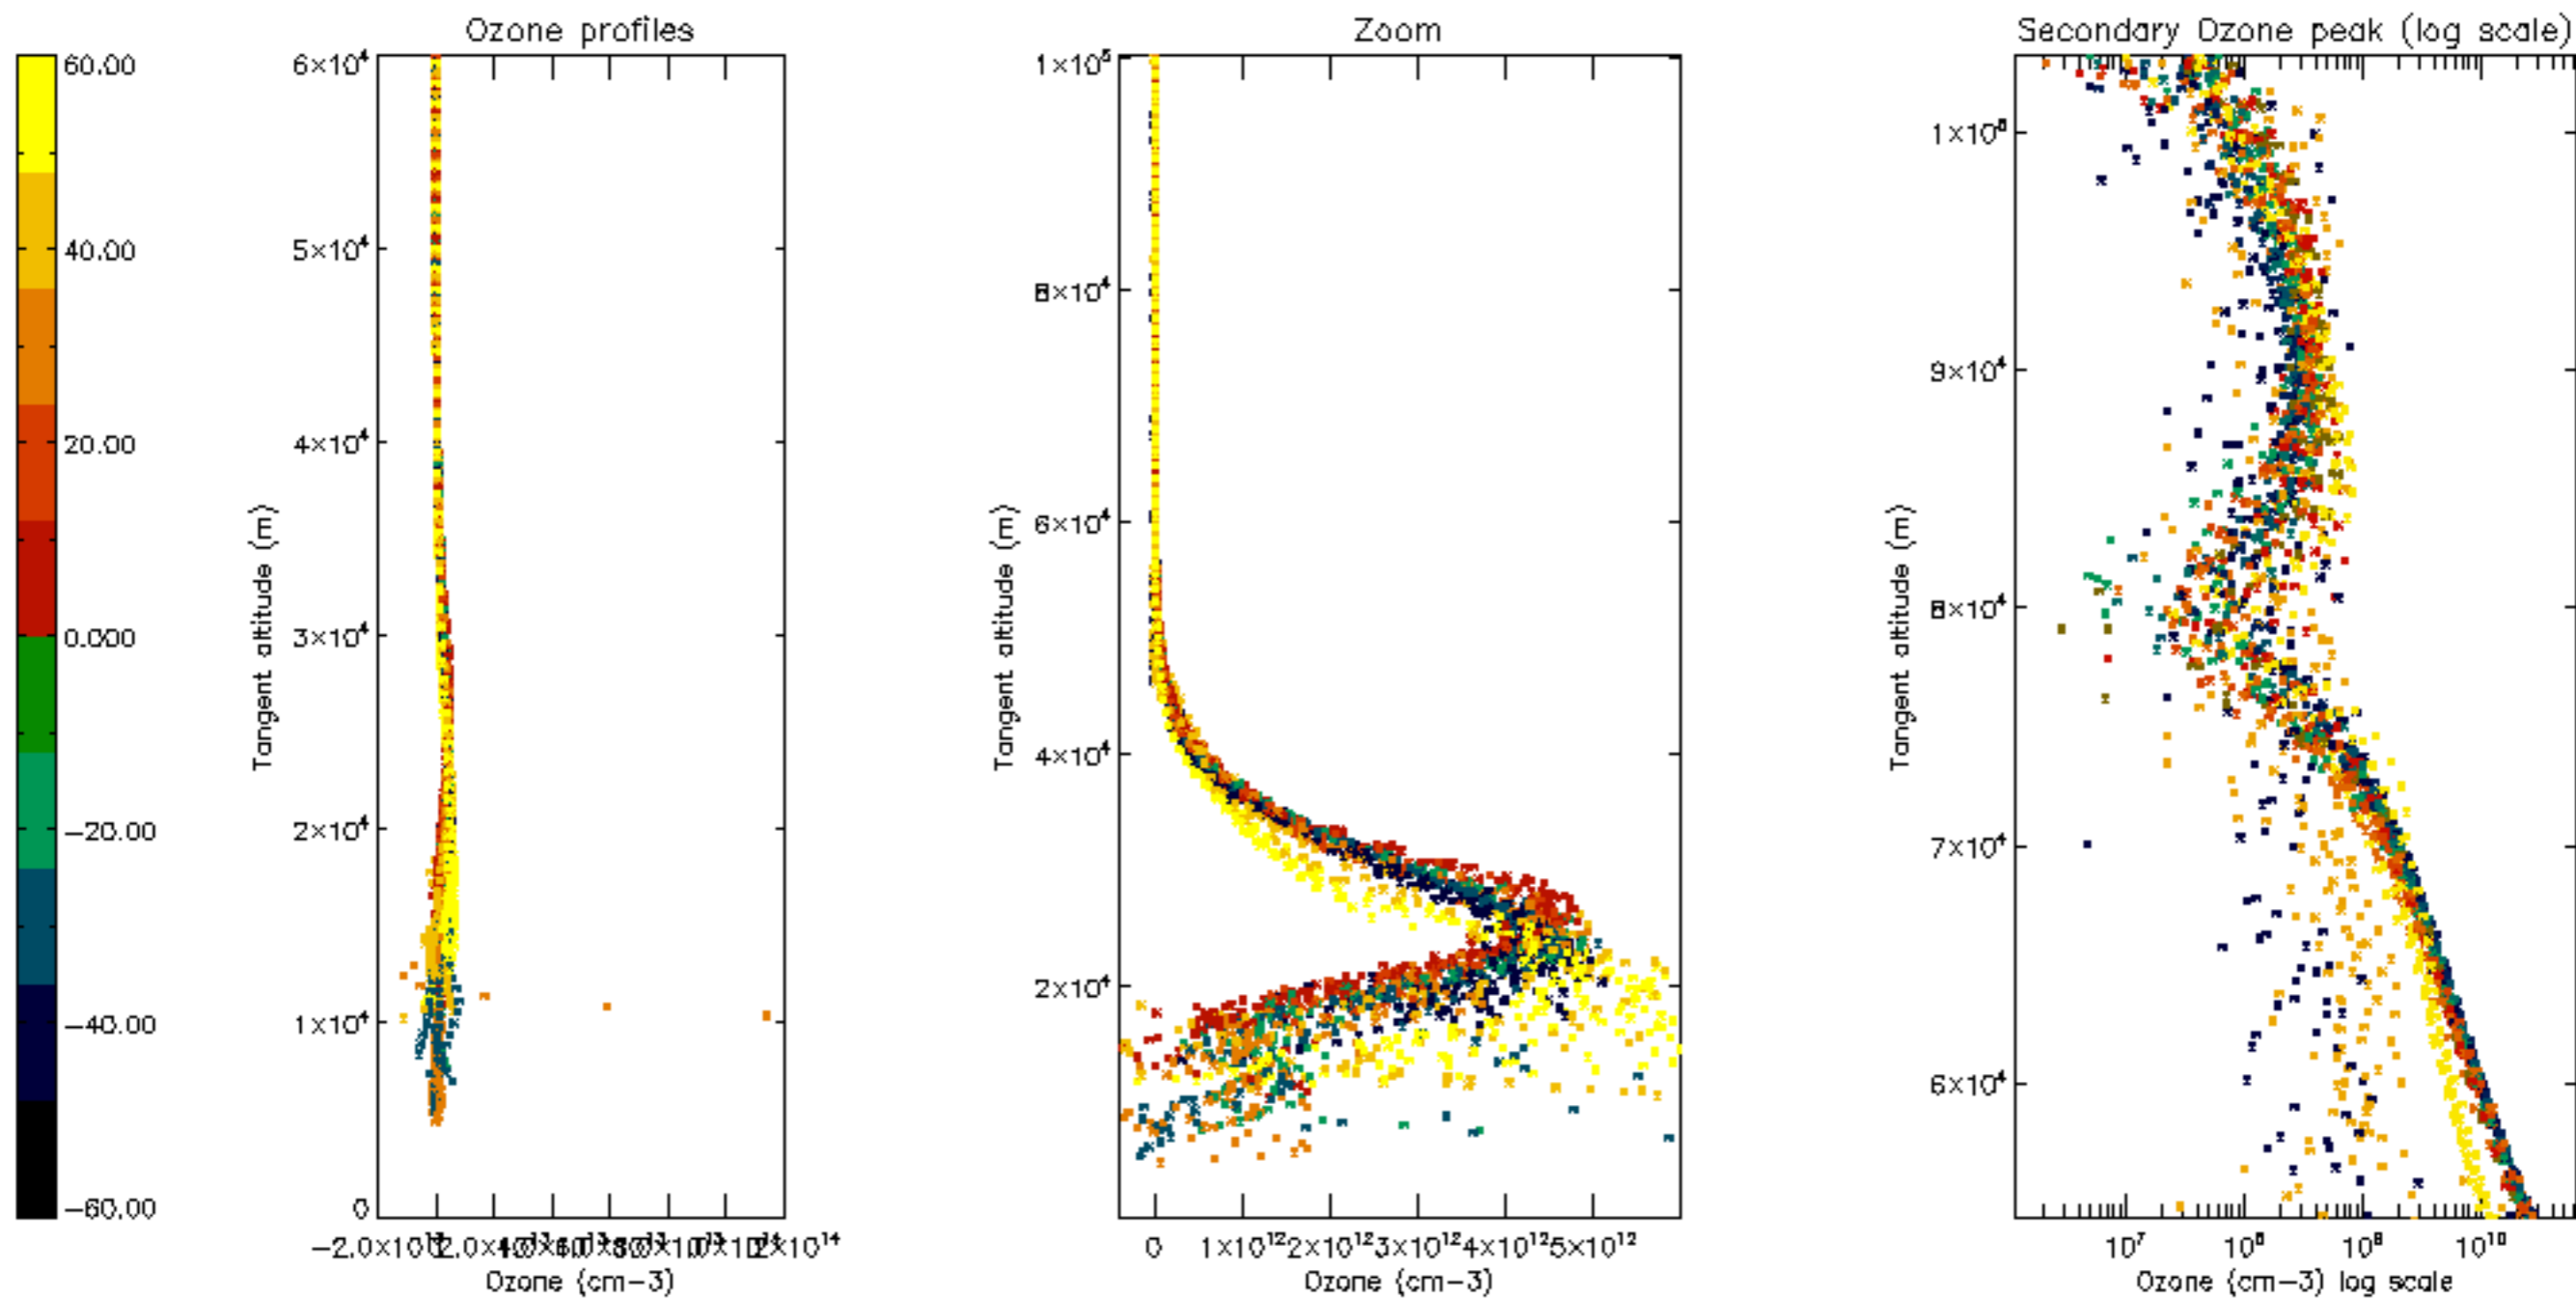 Ozone profiles
Zoom
Secondary Ozone peak (log scale)
60.00
40.00
20.00
0.000
−20.00
−40.00
−60.00
Tangent altitude (m)
6×10⁴
5×10⁴
4×10⁴
3×10⁴
2×10⁴
1×10⁴
0
Ozone (cm−3)
Tangent altitude (m)
1×10⁵
8×10⁴
6×10⁴
4×10⁴
2×10⁴
0 1×10¹² 2×10¹² 3×10¹² 4×10¹² 5×10¹²
Ozone (cm−3)
Tangent altitude (m)
1×10⁵
9×10⁴
8×10⁴
7×10⁴
6×10⁴
10⁷ 10⁸ 10⁹ 10¹⁰
Ozone (cm−3) log scale